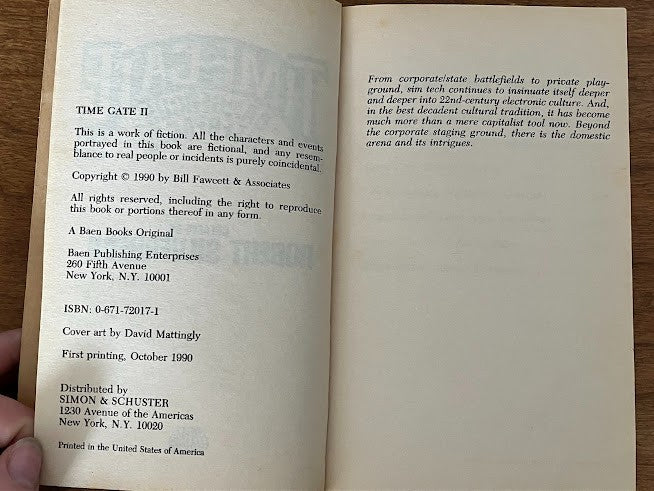 TIME GATE II
This is a work of fiction. All the characters and events
portrayed in this book are fictional, and any resem-
blance to real people or incidents is purely coincidental.
Copyright © 1990 by Bill Fawcett & Associates
All rights reserved, including the right to reproduce
this book or portions thereof in any form.
A Baen Books Original
Baen Publishing Enterprises
260 Fifth Avenue
New York, N.Y. 10001
ISBN: 0-671-72017-1
Cover art by David Mattingly
First printing, October 1990
Distributed by
SIMON & SCHUSTER
1230 Avenue of the Americas
New York, N.Y. 10020
Printed in the United States of America
From corporate/state battlefields to private play-
ground, sim tech continues to insinuate itself deeper
and deeper into 22nd-century electronic culture. And,
in the best decadent cultural tradition, it has become
much more than a mere capitalist tool now. Beyond
the corporate staging ground, there is the domestic
arena and its intrigues.